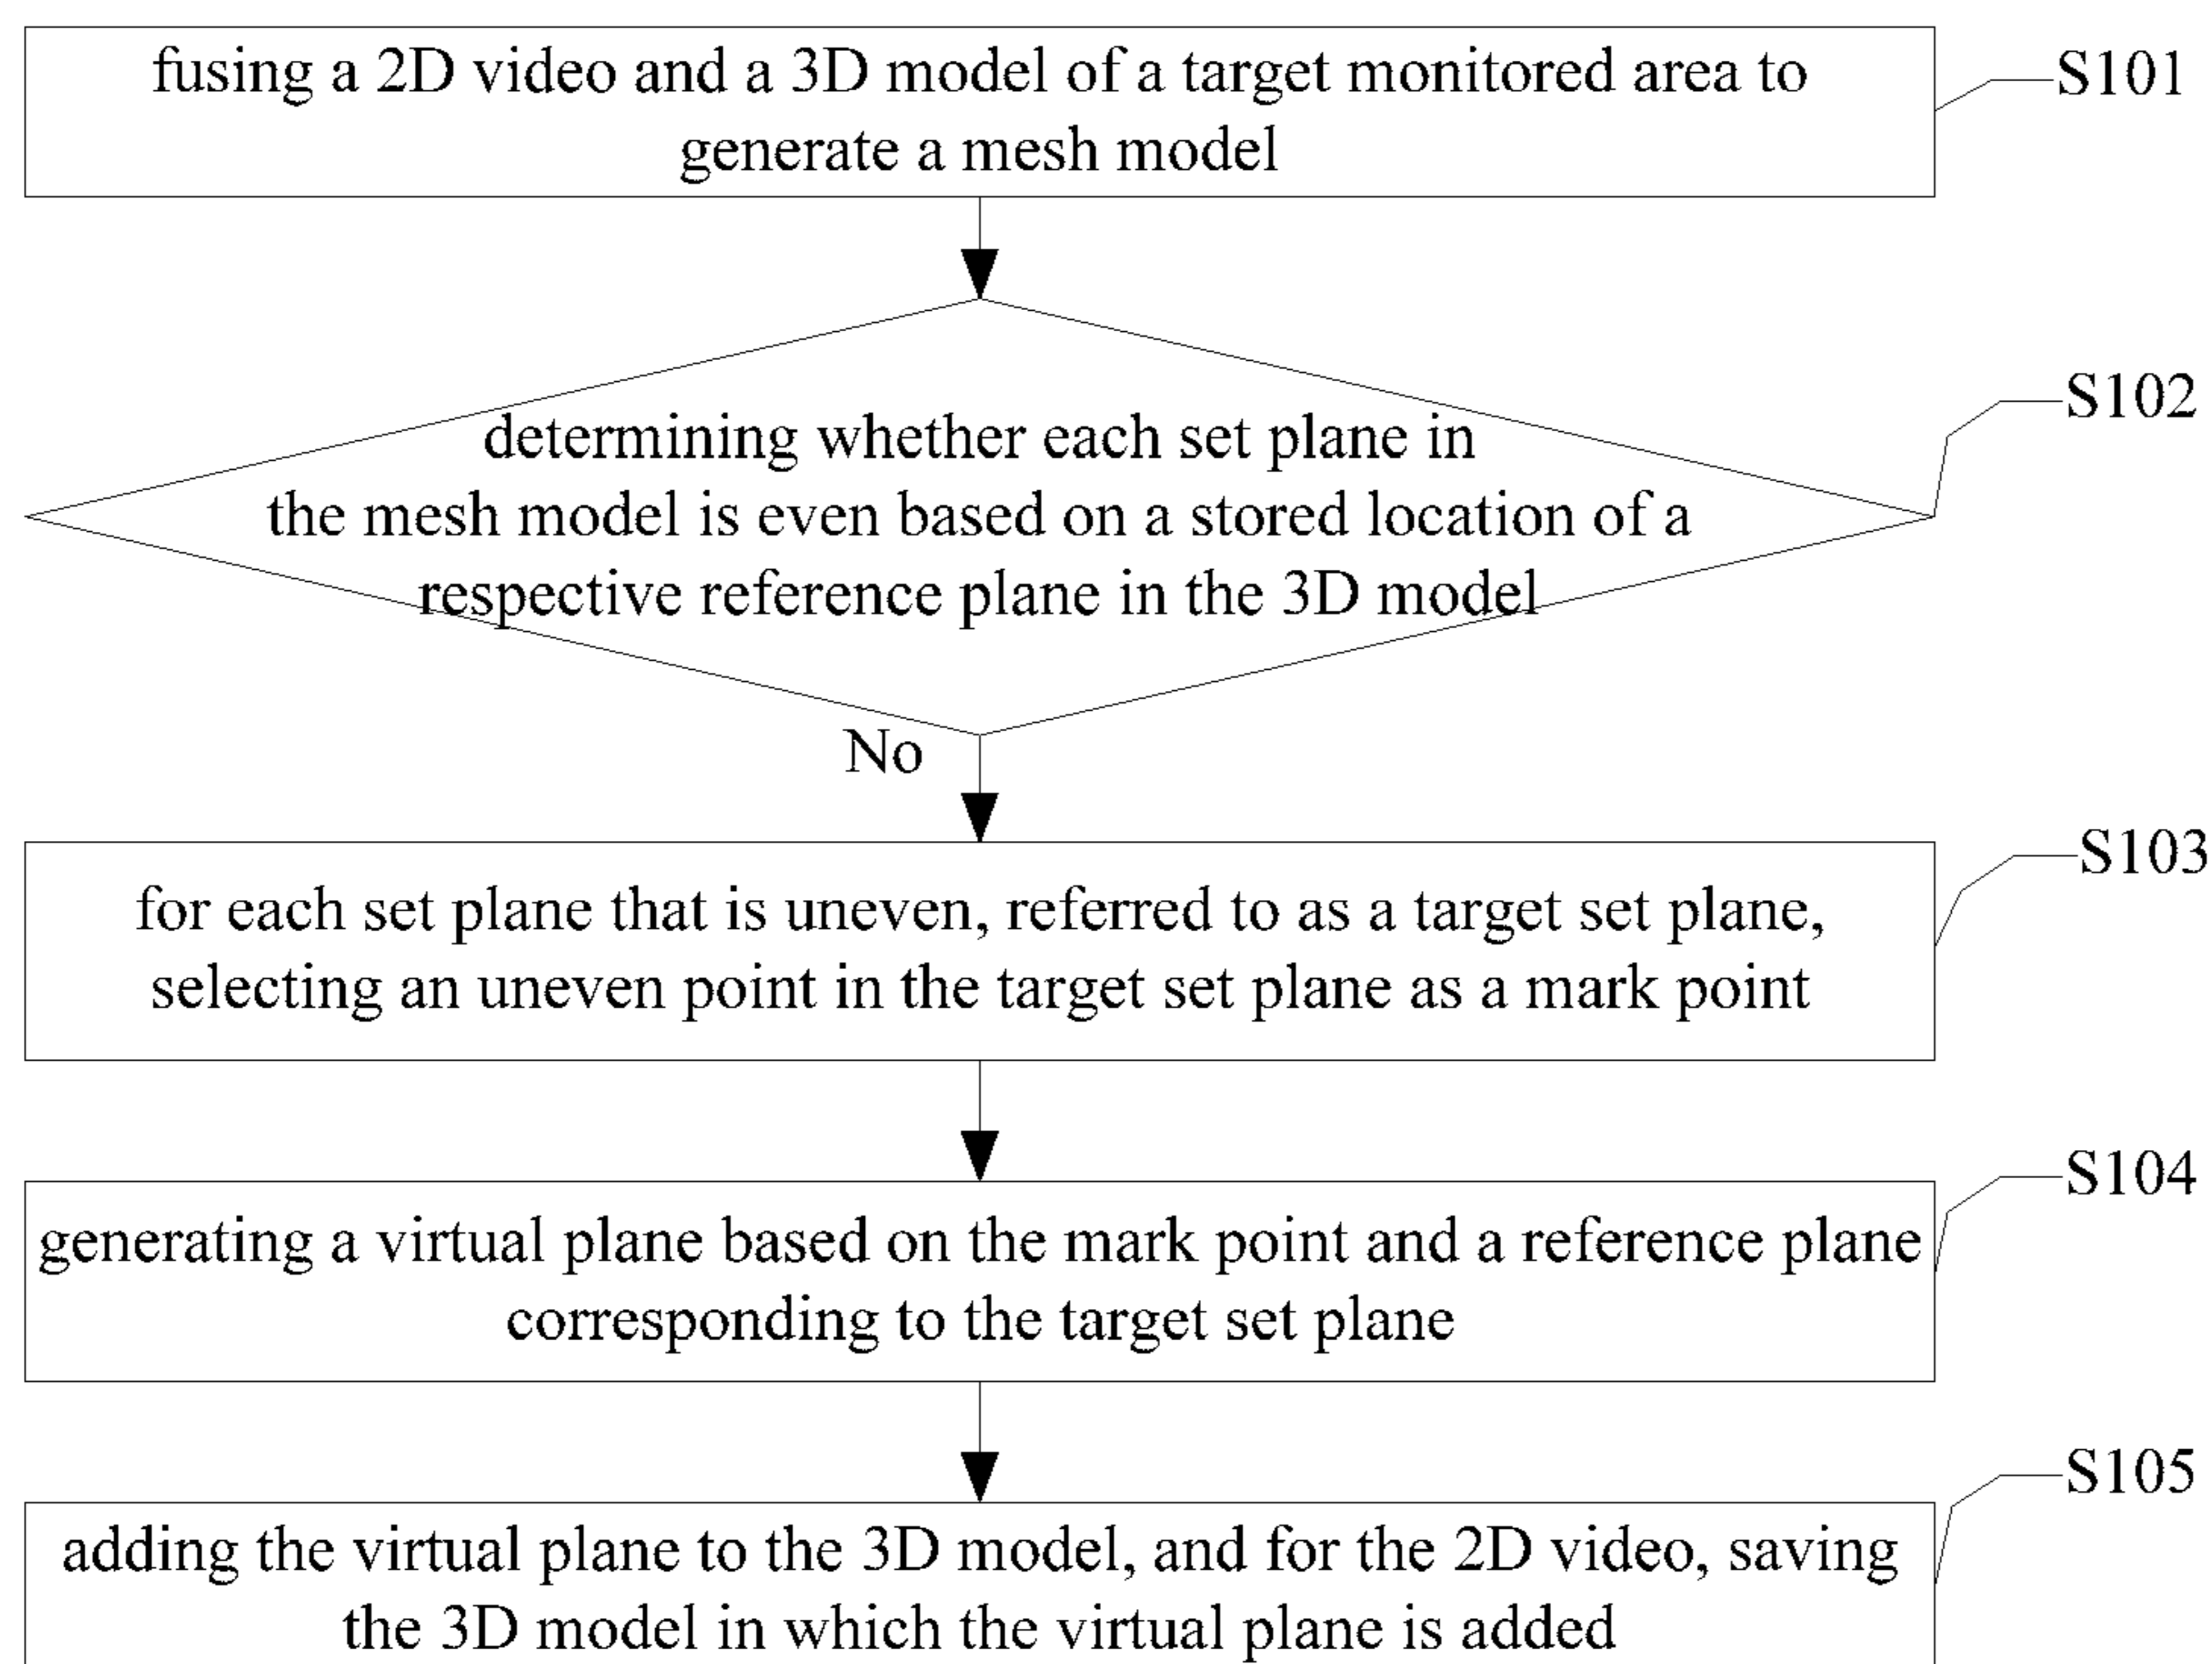 fusing a 2D video and a 3D model of a target monitored area to
generate a mesh model
S101
determining whether each set plane in
the mesh model is even based on a stored location of a
respective reference plane in the 3D model
S102
No
for each set plane that is uneven, referred to as a target set plane,
selecting an uneven point in the target set plane as a mark point
S103
generating a virtual plane based on the mark point and a reference plane
corresponding to the target set plane
S104
adding the virtual plane to the 3D model, and for the 2D video, saving
the 3D model in which the virtual plane is added
S105